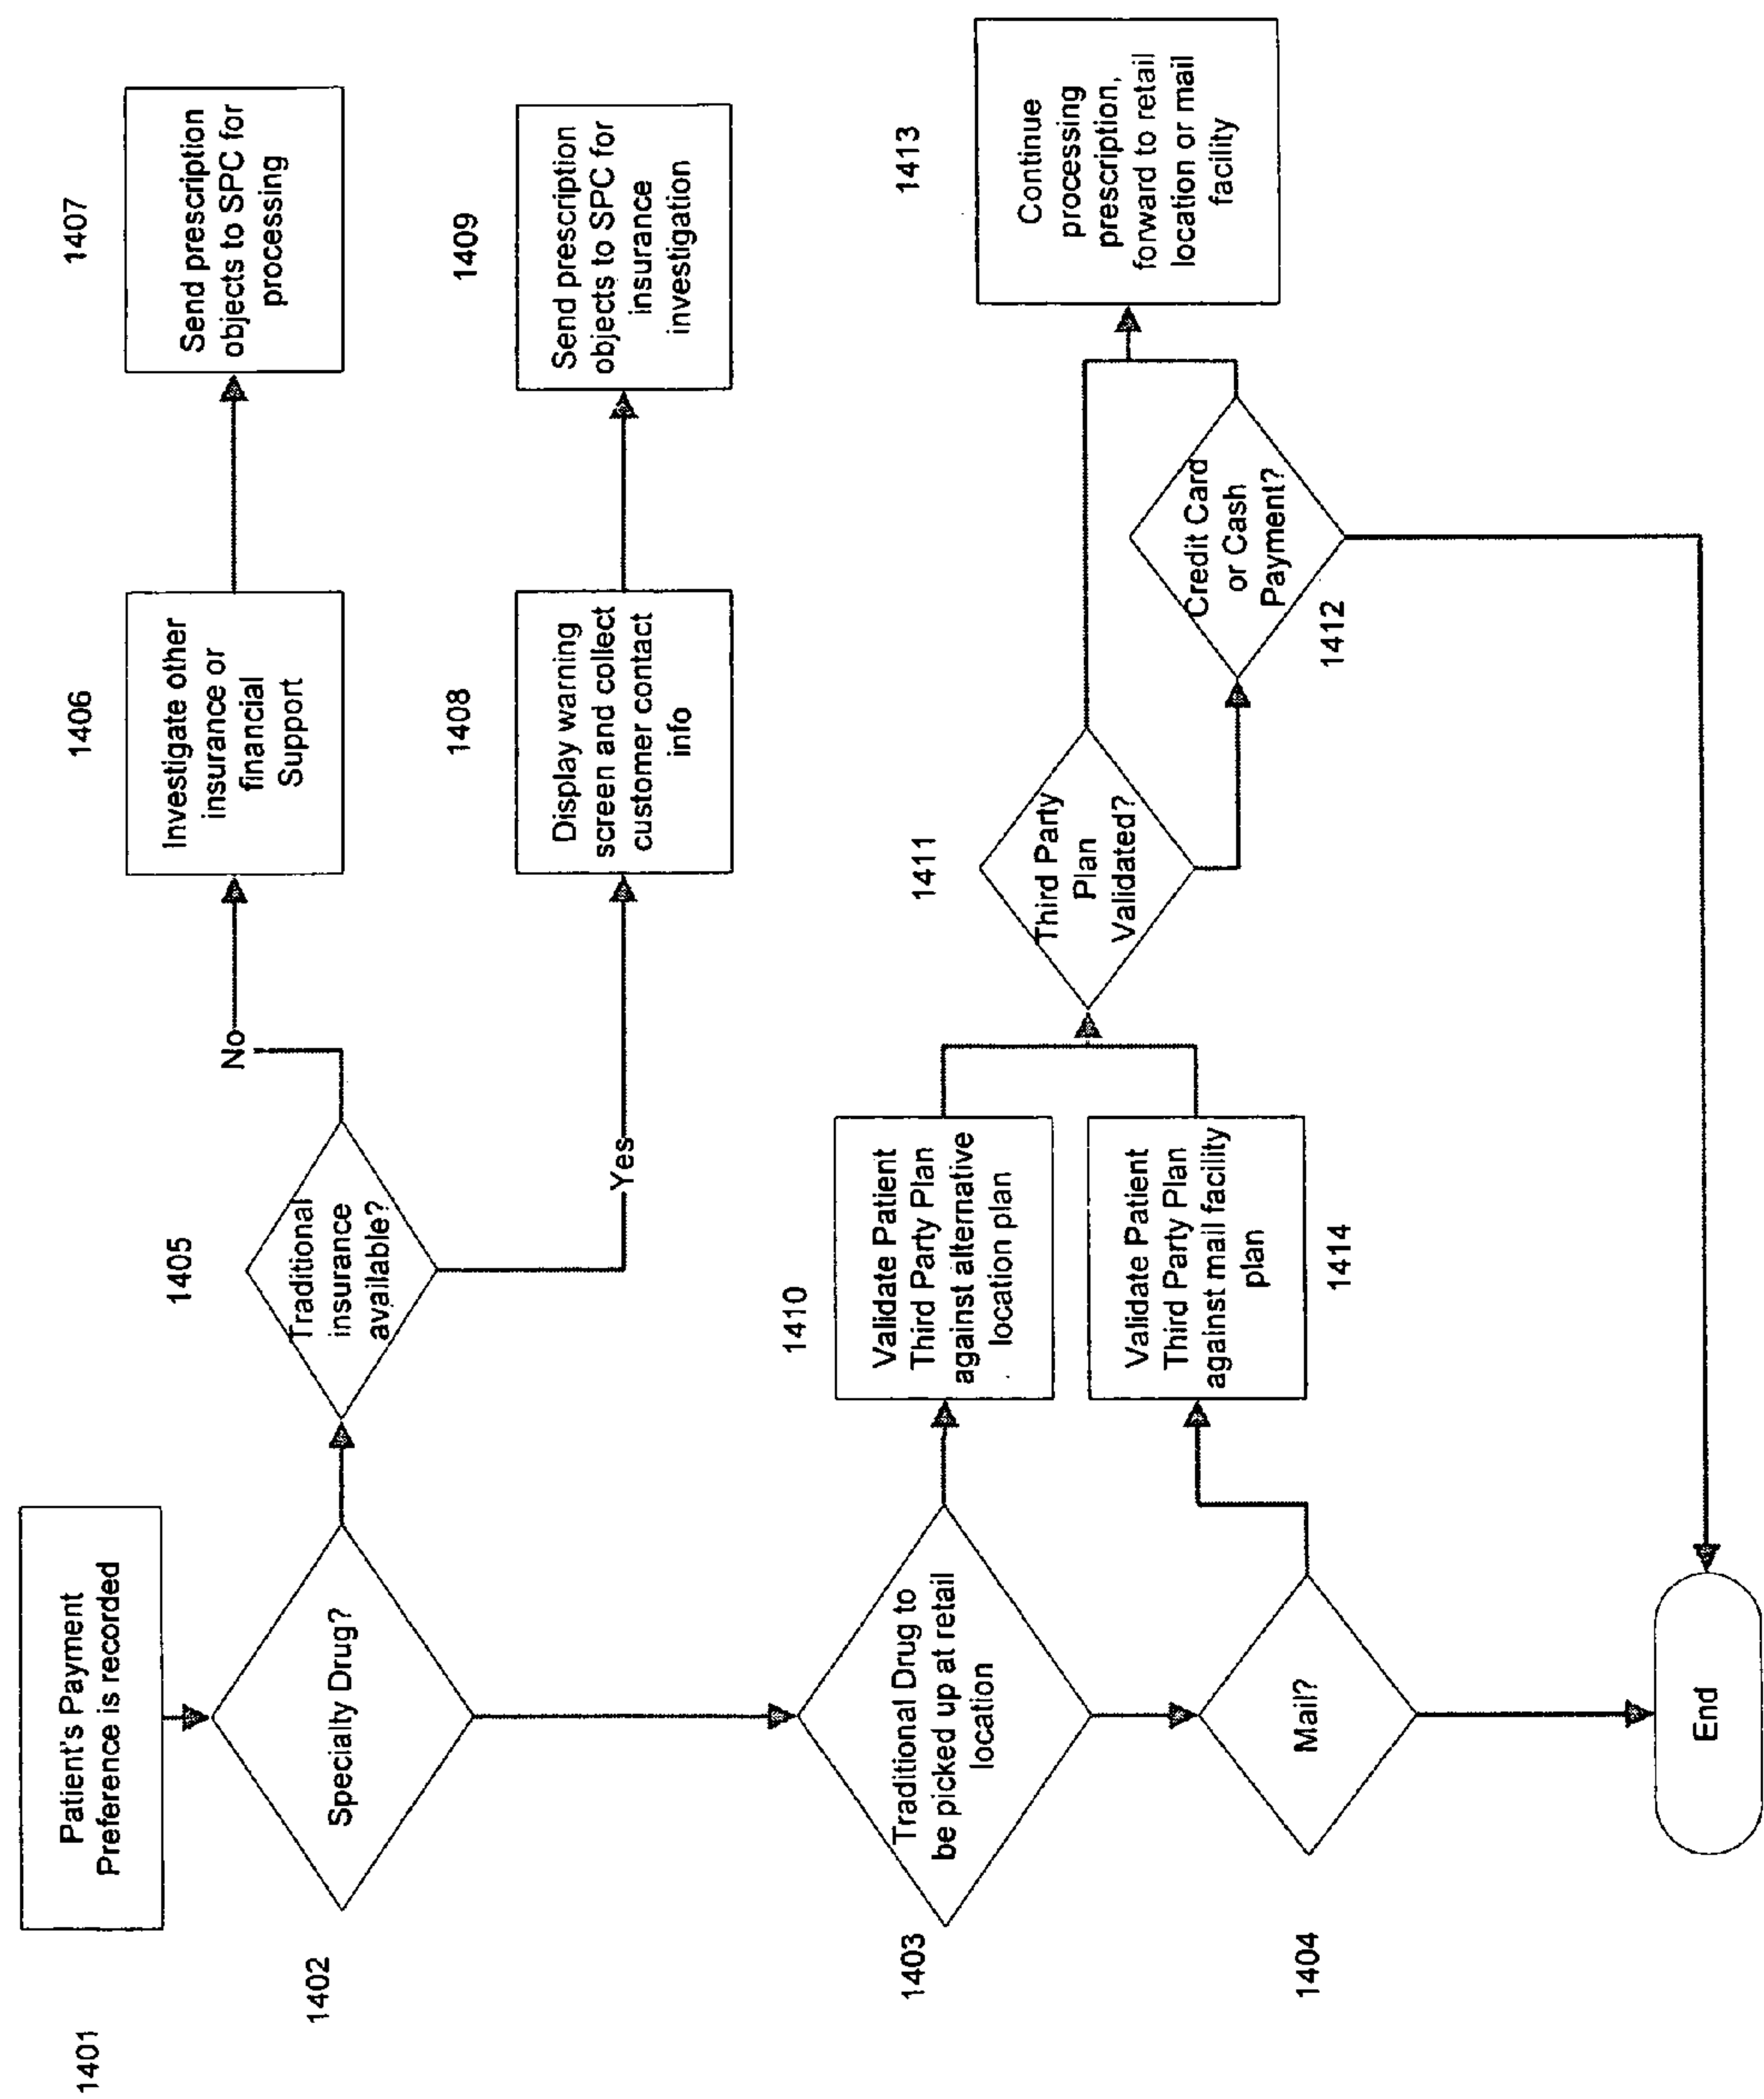 1401
Patient's Payment
Preference is recorded
1402
Specialty Drug?
1405
Traditional
insurance
available?
No
Yes
1406
Investigate other
insurance or
financial
Support
1407
Send prescription
objects to SPC for
processing
1408
Display warning
screen and collect
customer contact
info
1409
Send prescription
objects to SPC for
insurance
investigation
1403
Traditional Drug to
be picked up at retail
location
1410
Validate Patient
Third Party Plan
against alternative
location plan
1404
Mail?
Validate Patient
Third Party Plan
against mail facility
plan
1414
1411
Third Party
Plan
Validated?
Credit Card
or Cash
Payment?
1412
1413
Continue
processing
prescription,
forward to retail
location or mail
facility
End